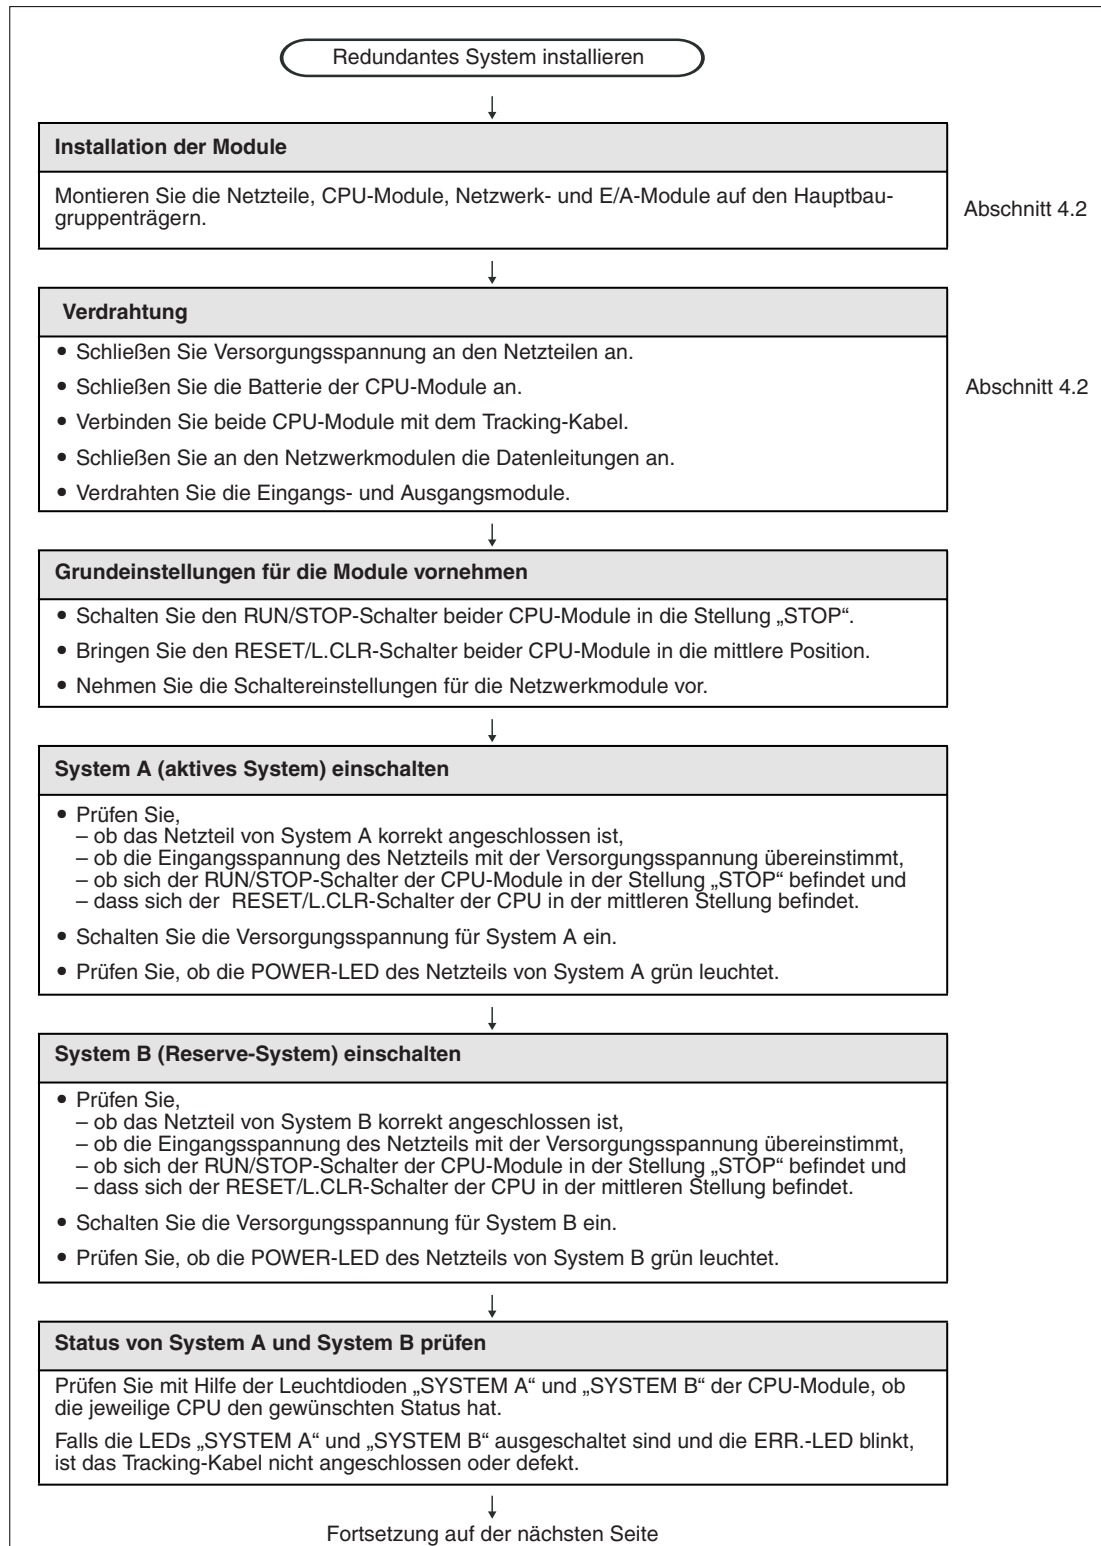 Redundantes System installieren
Installation der Module
Montieren Sie die Netzteile, CPU-Module, Netzwerk- und E/A-Module auf den Hauptbau-
gruppenträgern.
Abschnitt 4.2
Verdrahtung
• Schließen Sie Versorgungsspannung an den Netzteilen an.
• Schließen Sie die Batterie der CPU-Module an.
Abschnitt 4.2
• Verbinden Sie beide CPU-Module mit dem Tracking-Kabel.
• Schließen Sie an den Netzwerkmodulen die Datenleitungen an.
• Verdrahten Sie die Eingangs- und Ausgangsmodule.
Grundeinstellungen für die Module vornehmen
• Schalten Sie den RUN/STOP-Schalter beider CPU-Module in die Stellung „STOP“.
• Bringen Sie den RESET/L.CLR-Schalter beider CPU-Module in die mittlere Position.
• Nehmen Sie die Schaltereinstellungen für die Netzwerkmodule vor.
System A (aktives System) einschalten
• Prüfen Sie,
– ob das Netzteil von System A korrekt angeschlossen ist,
– ob die Eingangsspannung des Netzteils mit der Versorgungsspannung übereinstimmt,
– ob sich der RUN/STOP-Schalter der CPU-Module in der Stellung „STOP“ befindet und
– dass sich der RESET/L.CLR-Schalter der CPU in der mittleren Stellung befindet.
• Schalten Sie die Versorgungsspannung für System A ein.
• Prüfen Sie, ob die POWER-LED des Netzteils von System A grün leuchtet.
System B (Reserve-System) einschalten
• Prüfen Sie,
– ob das Netzteil von System B korrekt angeschlossen ist,
– ob die Eingangsspannung des Netzteils mit der Versorgungsspannung übereinstimmt,
– ob sich der RUN/STOP-Schalter der CPU-Module in der Stellung „STOP“ befindet und
– dass sich der RESET/L.CLR-Schalter der CPU in der mittleren Stellung befindet.
• Schalten Sie die Versorgungsspannung für System B ein.
• Prüfen Sie, ob die POWER-LED des Netzteils von System B grün leuchtet.
Status von System A und System B prüfen
Prüfen Sie mit Hilfe der Leuchtdioden „SYSTEM A“ und „SYSTEM B“ der CPU-Module, ob
die jeweilige CPU den gewünschten Status hat.
Falls die LEDs „SYSTEM A“ und „SYSTEM B“ ausgeschaltet sind und die ERR.-LED blinkt,
ist das Tracking-Kabel nicht angeschlossen oder defekt.
Fortsetzung auf der nächsten Seite